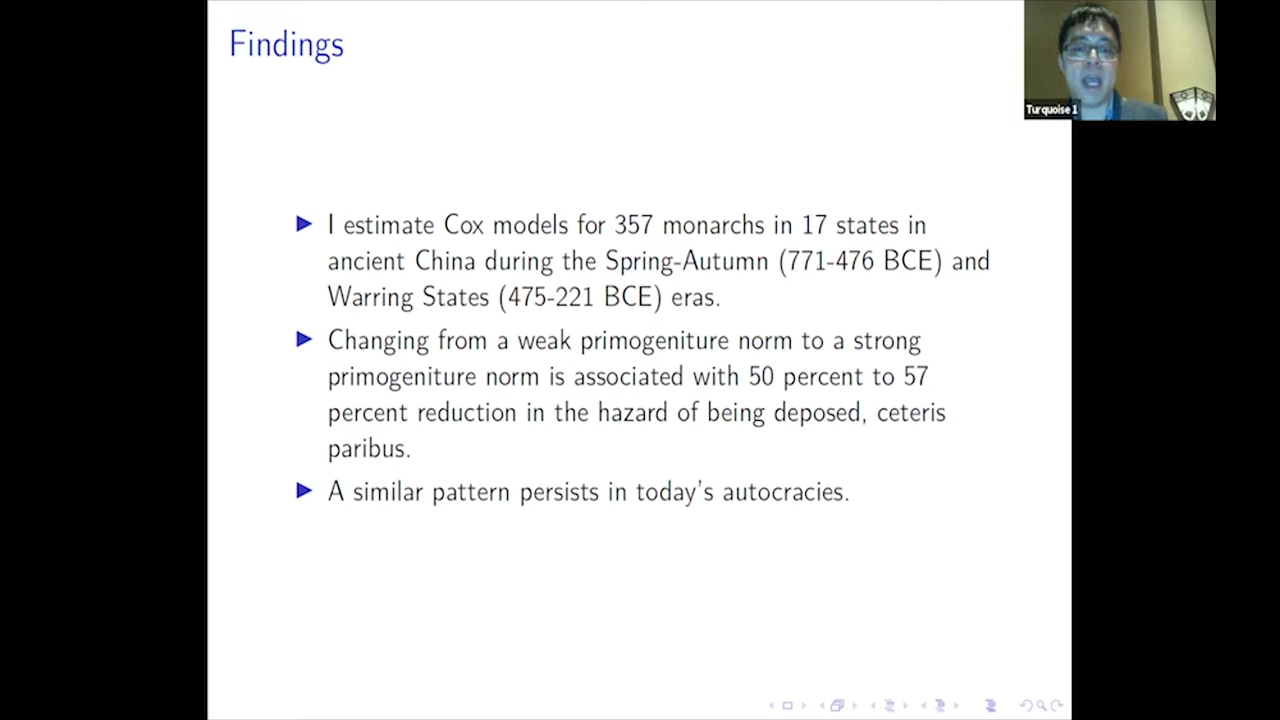 Findings
Turquoise 1
▶ I estimate Cox models for 357 monarchs in 17 states in
ancient China during the Spring-Autumn (771-476 BCE) and
Warring States (475-221 BCE) eras.
▶ Changing from a weak primogeniture norm to a strong
primogeniture norm is associated with 50 percent to 57
percent reduction in the hazard of being deposed, ceteris
paribus.
▶ A similar pattern persists in today's autocracies.